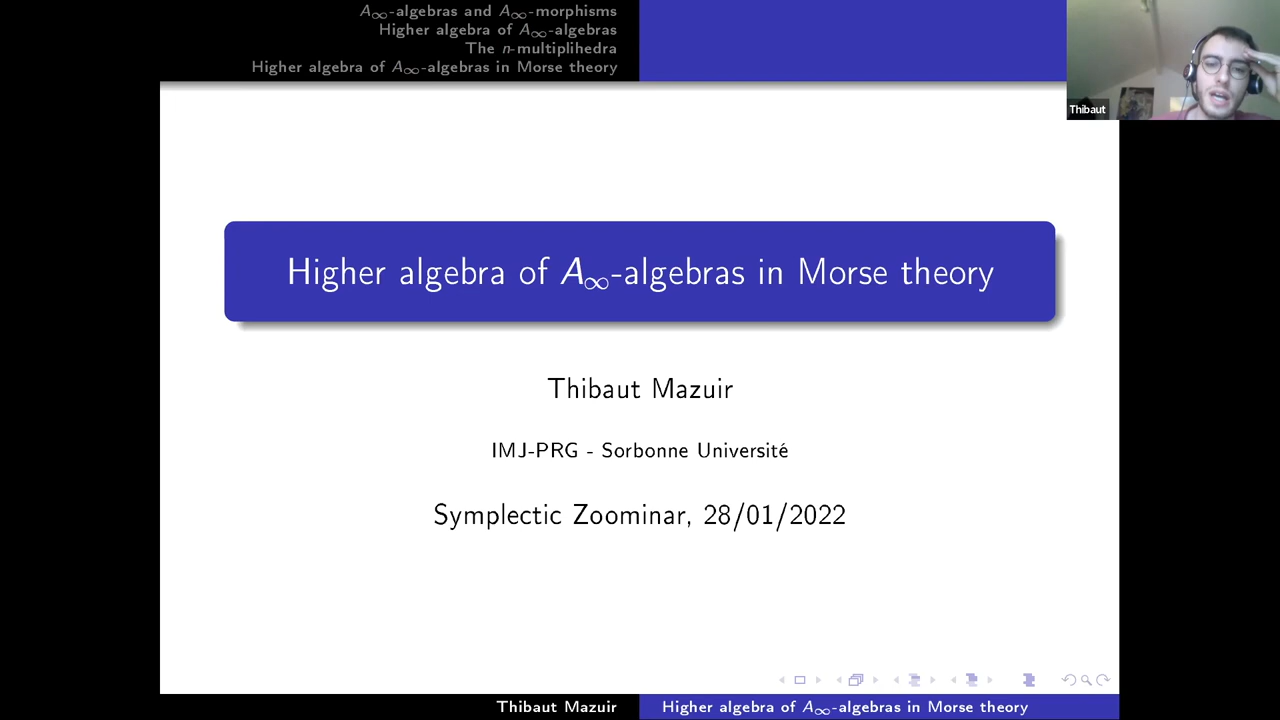 A∞-algebras and A∞-morphisms
Higher algebra of A∞-algebras
The n-multiplihedra
Higher algebra of A∞-algebras in Morse theory
Thibaut
Higher algebra of A∞-algebras in Morse theory
Thibaut Mazuir
IMJ-PRG - Sorbonne Université
Symplectic Zoominar, 28/01/2022
Thibaut Mazuir
Higher algebra of A∞-algebras in Morse theory